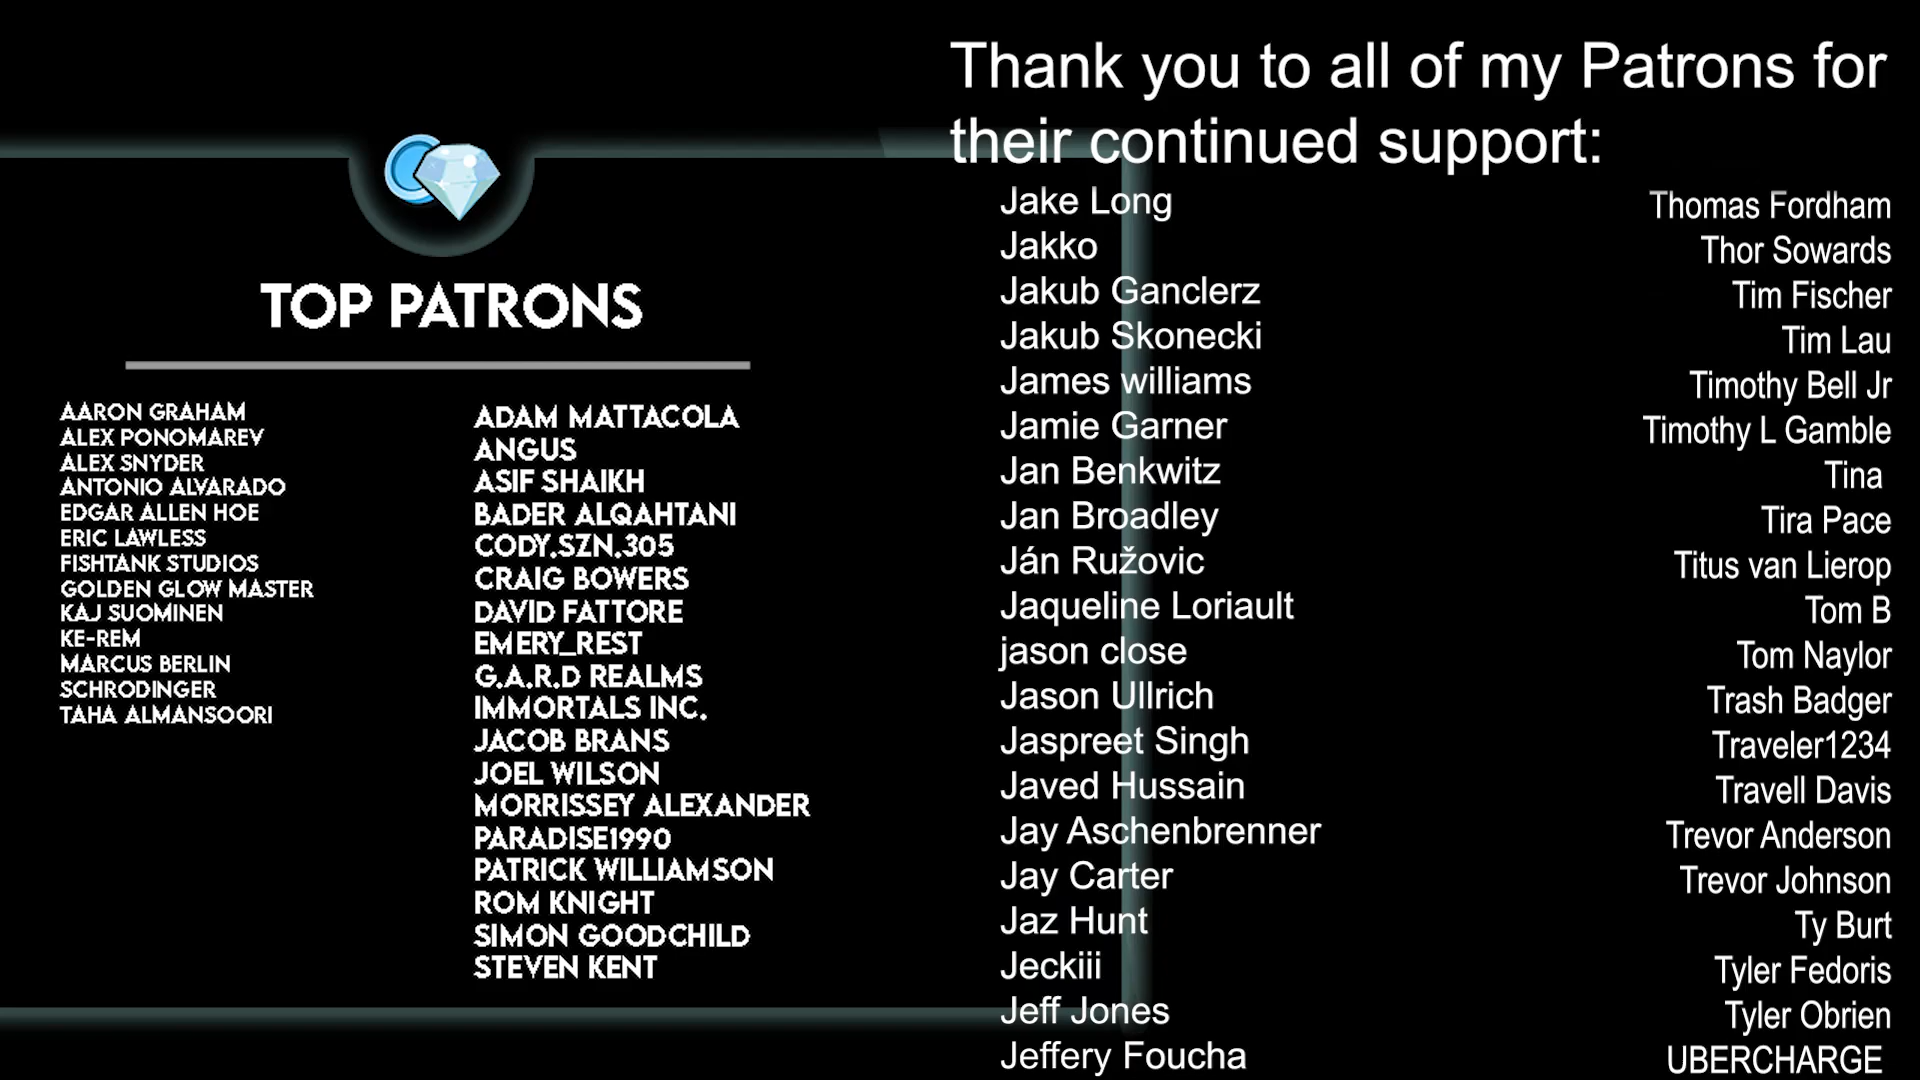 TOP PATRONS
AARON GRAHAM
ALEX PONOMAREV
ALEX SNYDER
ANTONIO ALVARADO
EDGAR ALLEN HOE
ERIC LAWLESS
FISHTANK STUDIOS
GOLDEN GLOW MASTER
KAJ SUOMINEN
KE-REM
MARCUS BERLIN
SCHRODINGER
TAHA ALMANSOORI
ADAM MATTACOLA
ANGUS
ASIF SHAIKH
BADER ALQAHTANI
CODY.SZN.305
CRAIG BOWERS
DAVID FATTORE
EMERY_REST
G.A.R.D REALMS
IMMORTALS INC.
JACOB BRANS
JOEL WILSON
MORRISSEY ALEXANDER
PARADISE1990
PATRICK WILLIAMSON
ROM KNIGHT
SIMON GOODCHILD
STEVEN KENT
Thank you to all of my Patrons for
their continued support:
Jake Long
Jakko
Jakub Ganclerz
Jakub Skonecki
James williams
Jamie Garner
Jan Benkwitz
Jan Broadley
Ján Ružovic
Jaqueline Loriault
jason close
Jason Ullrich
Jaspreet Singh
Javed Hussain
Jay Aschenbrenner
Jay Carter
Jaz Hunt
Jeckiii
Jeff Jones
Jeffery Foucha
Thomas Fordham
Thor Sowards
Tim Fischer
Tim Lau
Timothy Bell Jr
Timothy L Gamble
Tina
Tira Pace
Titus van Lierop
Tom B
Tom Naylor
Trash Badger
Traveler1234
Travell Davis
Trevor Anderson
Trevor Johnson
Ty Burt
Tyler Fedoris
Tyler Obrien
UBERCHARGE